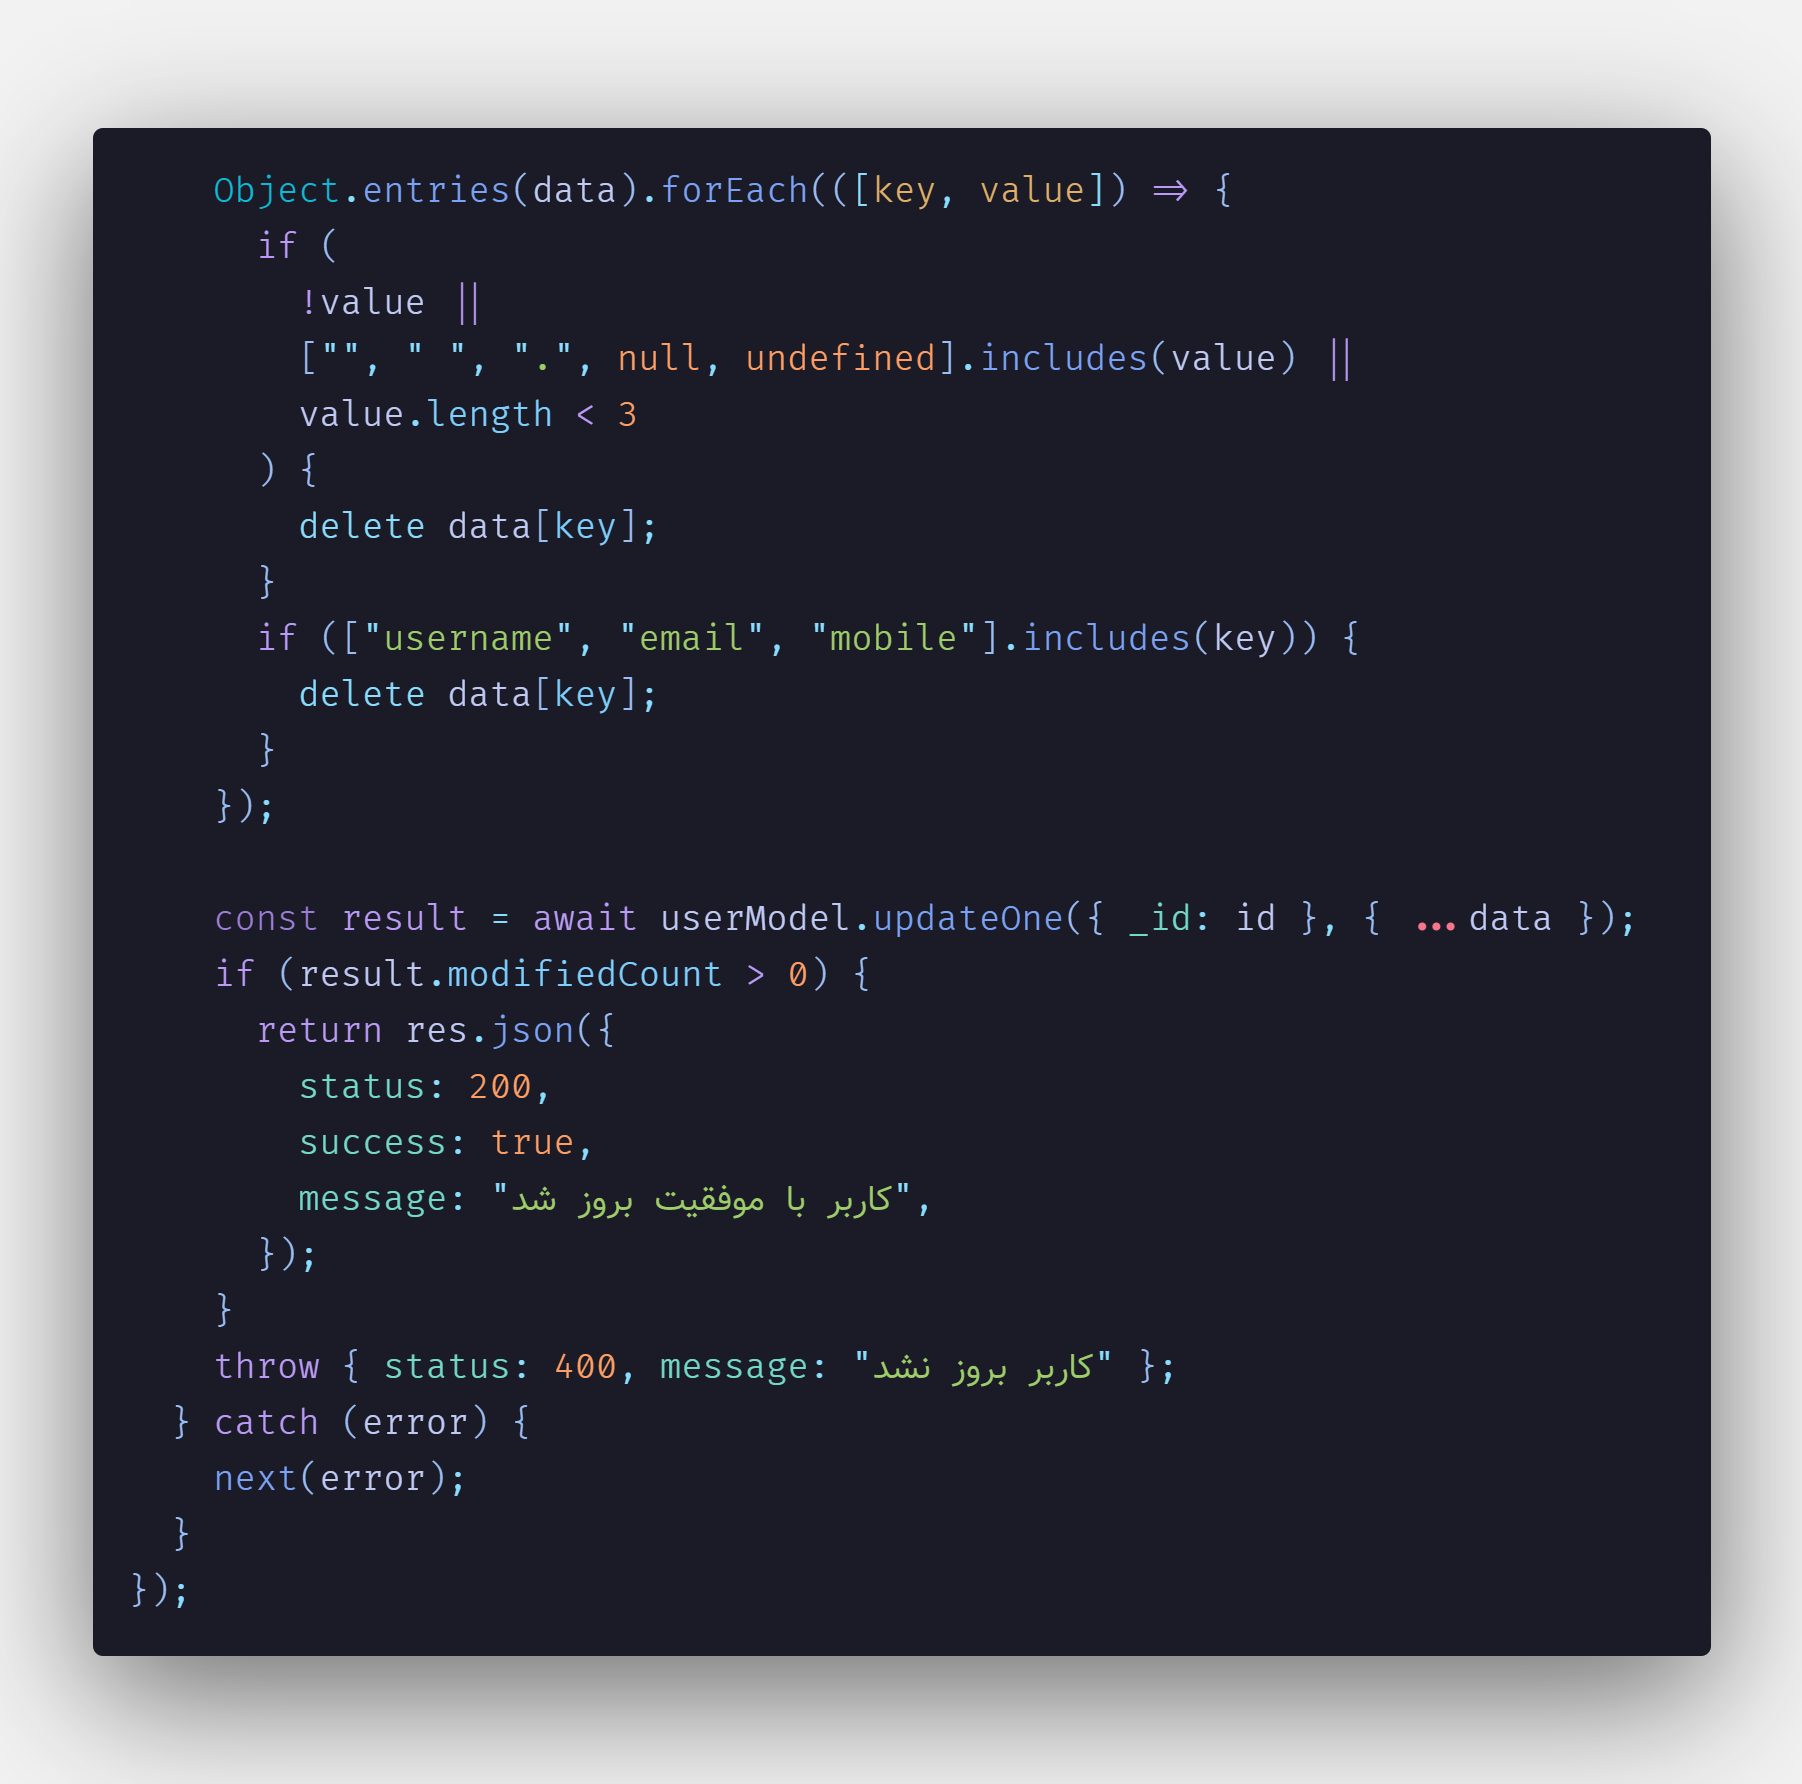 Object.entries(data).forEach(([key, value]) => {
if (
!value ||
["", " ", ".", null, undefined].includes(value) ||
value.length < 3
) {
delete data[key];
}
if (["username", "email", "mobile"].includes(key)) {
delete data[key];
}
});
const result = await userModel.updateOne({ _id: id }, { ...data });
if (result.modifiedCount > 0) {
return res.json({
status: 200,
success: true,
message: "کاربر با موفقیت بروز شد",
});
}
throw { status: 400, message: "کاربر بروز نشد" };
} catch (error) {
next(error);
}
});